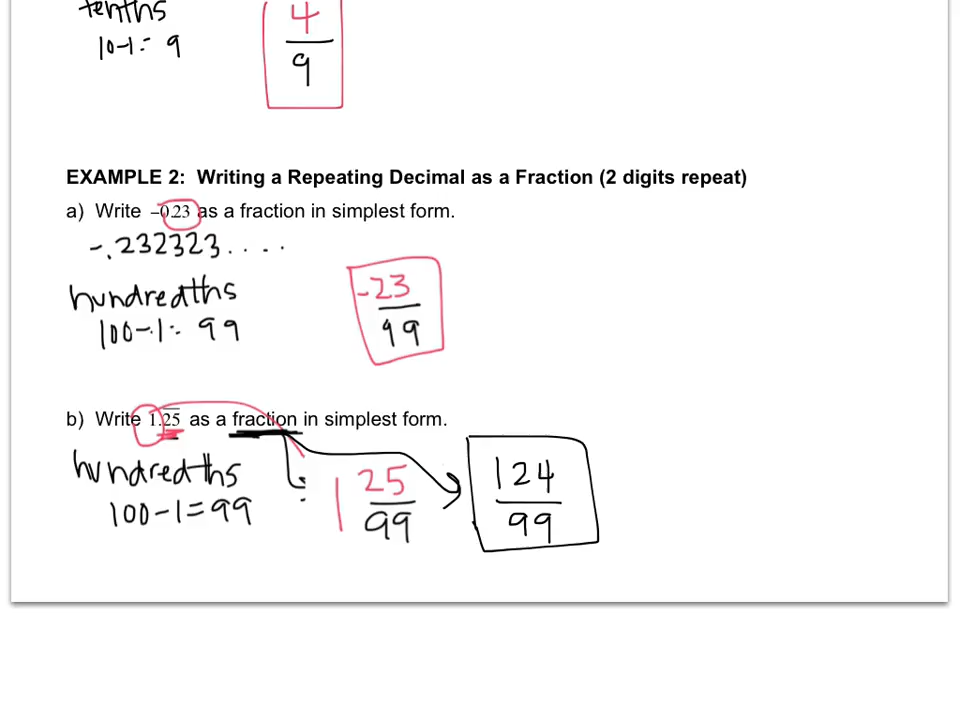 tenths
10-1= 9
4
9
EXAMPLE 2: Writing a Repeating Decimal as a Fraction (2 digits repeat)
a) Write −0.23 as a fraction in simplest form.
-.232323....
hundredths
100-1= 99
-23
99
b) Write 1.25 as a fraction in simplest form.
hundredths
100-1=99
1 25
99
124
99